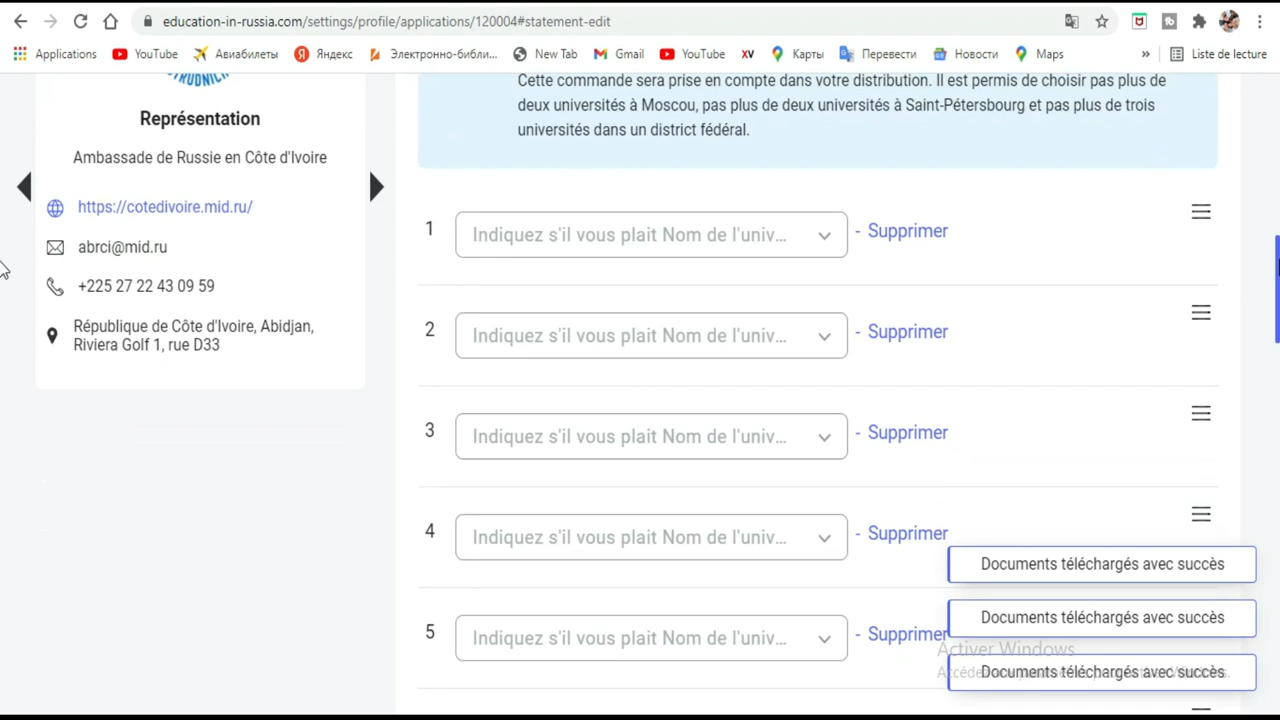 education-in-russia.com/settings/profile/applications/120004#statement-edit
Applications
YouTube
Авиабилеты
Яндекс
Электронно-библи...
New Tab
Gmail
YouTube
XV
Карты
Перевести
Новости
Maps
»
Liste de lecture
Représentation
Ambassade de Russie en Côte d'Ivoire
https://cotedivoire.mid.ru/
abrci@mid.ru
+225 27 22 43 09 59
République de Côte d'Ivoire, Abidjan,
Riviera Golf 1, rue D33
Cette commande sera prise en compte dans votre distribution. Il est permis de choisir pas plus de
deux universités à Moscou, pas plus de deux universités à Saint-Pétersbourg et pas plus de trois
universités dans un district fédéral.
1 Indiquez s'il vous plait Nom de l'univ... - Supprimer
2 Indiquez s'il vous plait Nom de l'univ... - Supprimer
3 Indiquez s'il vous plait Nom de l'univ... - Supprimer
4 Indiquez s'il vous plait Nom de l'univ... - Supprimer
5 Indiquez s'il vous plait Nom de l'univ... - Supprimer
Documents téléchargés avec succès
Documents téléchargés avec succès
Activer Windows
Documents téléchargés avec succès